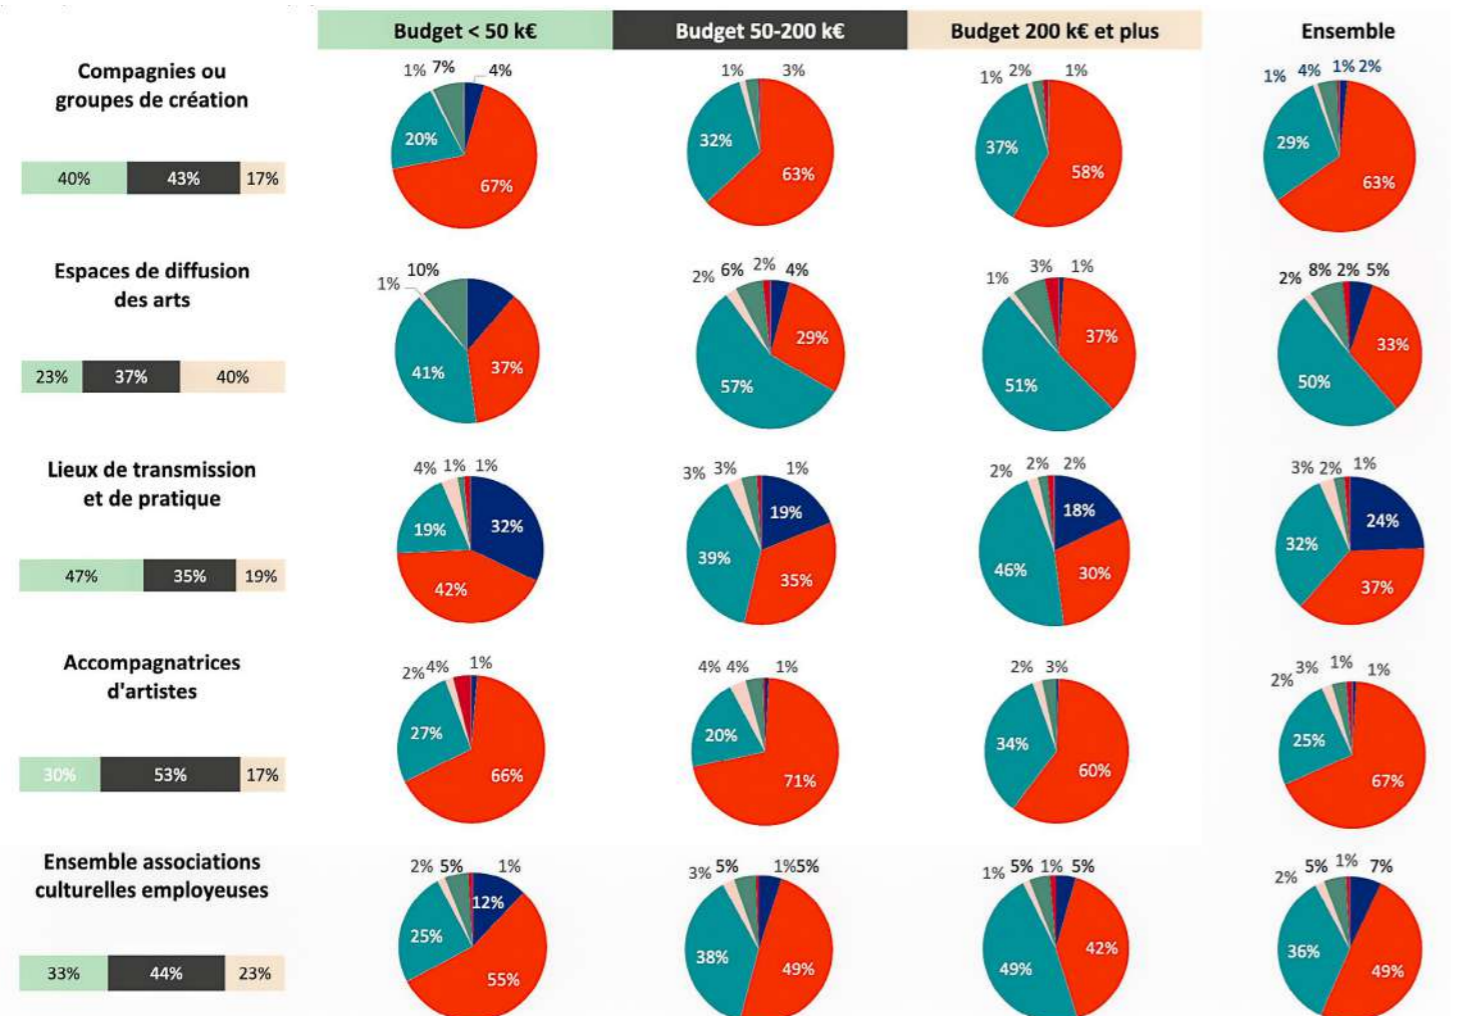 Budget < 50 k€ Budget 50-200 k€ Budget 200 k€ et plus Ensemble
Compagnies ou
groupes de création
40% 43% 17%
1% 7% 4%
20%
67%
1% 3%
32%
63%
1% 2% 1%
37%
58%
1% 4% 1% 2%
29%
63%
Espaces de diffusion
des arts
23% 37% 40%
1% 10%
41% 37%
2% 6% 2% 4%
29%
57%
1% 3% 1%
37%
51%
2% 8% 2% 5%
33%
50%
Lieux de transmission
et de pratique
47% 35% 19%
4% 1% 1%
19% 32%
42%
3% 3% 1%
19%
39%
35%
2% 2% 2%
18%
46% 30%
3% 2% 1%
24%
32%
37%
Accompagnatrices
d'artistes
30% 53% 17%
2% 4% 1%
27%
66%
4% 4% 1%
20%
71%
2% 3%
34%
60%
2% 3% 1% 1%
25%
67%
Ensemble associations
culturelles employeuses
33% 44% 23%
2% 5% 1%
12%
25%
55%
3% 5% 1% 5%
38%
49%
1% 5% 1% 5%
42%
49%
2% 5% 1% 7%
36%
49%